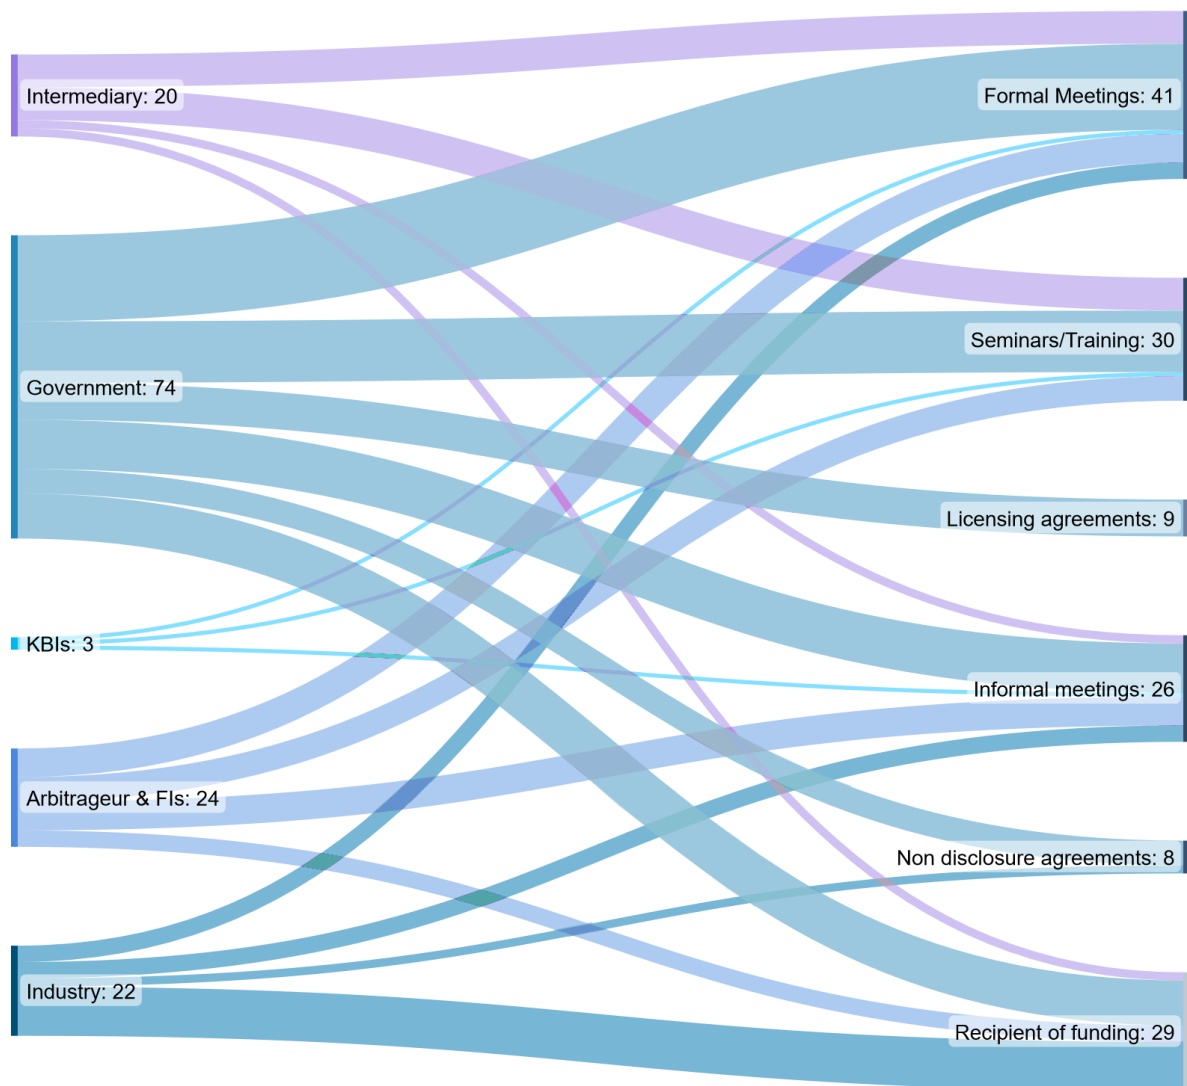 Intermediary: 20
Government: 74
KBIs: 3
Arbitrageur & FIs: 24
Industry: 22
Formal Meetings: 41
Seminars/Training: 30
Licensing agreements: 9
Informal meetings: 26
Non disclosure agreements: 8
Recipient of funding: 29